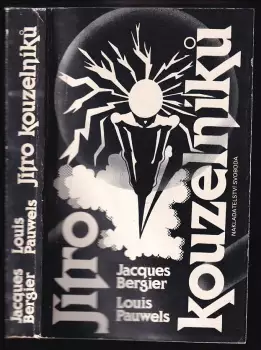 Jacques
Bergier
Louis
Pauwels
Jitro kouzelníků
Jitro
kouzelníků
Jacques
Bergier
Louis
Pauwels
NAKLADATELSTVÍ SVOBODA